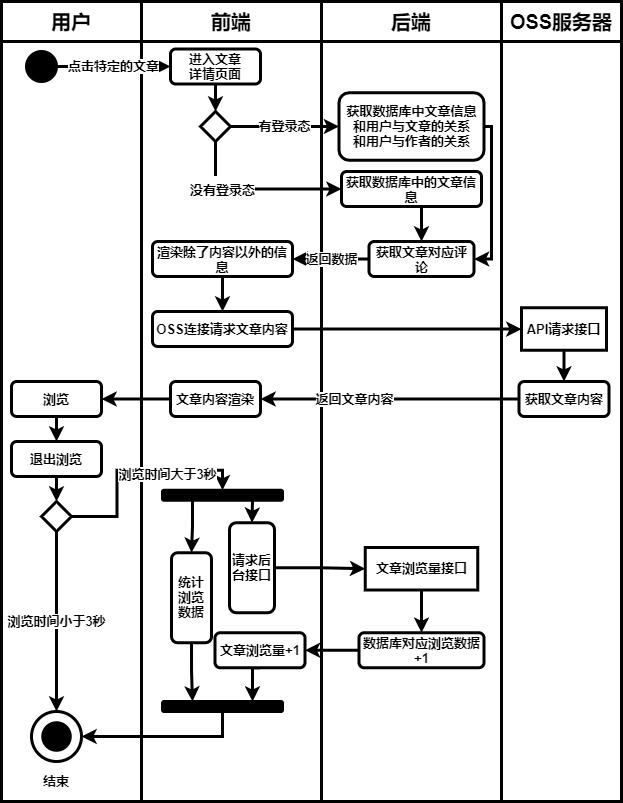 用户
前端
后端
OSS服务器
点击特定的文章
进入文章
详情页面
有登录态
获取数据库中文章信息
和用户与文章的关系
和用户与作者的关系
没有登录态
获取数据库中的文章信
息
获取文章对应评
论
返回数据
渲染除了内容以外的信
息
OSS连接请求文章内容
API请求接口
获取文章内容
返回文章内容
文章内容渲染
浏览
退出浏览
浏览时间大于3秒
请求后
台接口
统计
浏览
数据
文章浏览量接口
数据库对应浏览数据
+1
文章浏览量+1
浏览时间小于3秒
结束